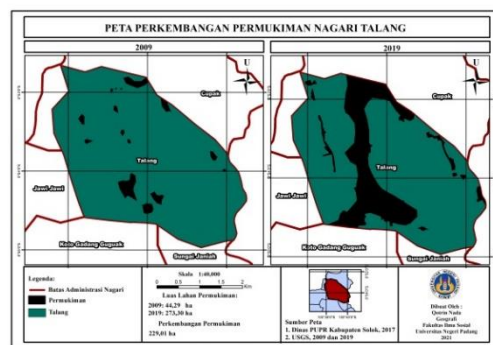 PETA PERKEMBANGAN PERMUKIMAN NAGARI TALANG
2009
2019
U
Cupak
Talang
Jawi Jawi
Koto Gadang Guguak
Sungai Janiah
U
Cupak
Talang
Jawi Jawi
Koto Gadang Guguak
Sungai Janiah
Legenda:
Batas Administrasi Nagari
Permukiman
Talang
Skala 1:40,000
Km
Luas Lahan Permukiman:
2009: 44,29 ha
2019: 273,30 ha
Perkembangan Permukiman
229,01 ha
Sumber Peta
1. Dinas PUPR Kabupaten Solok, 2017
2. USGS, 2009 dan 2019
Dibuat Oleh :
Qotrin Nada
Geografi
Fakultas Ilmu Sosial
Universitas Negeri Padang
2021